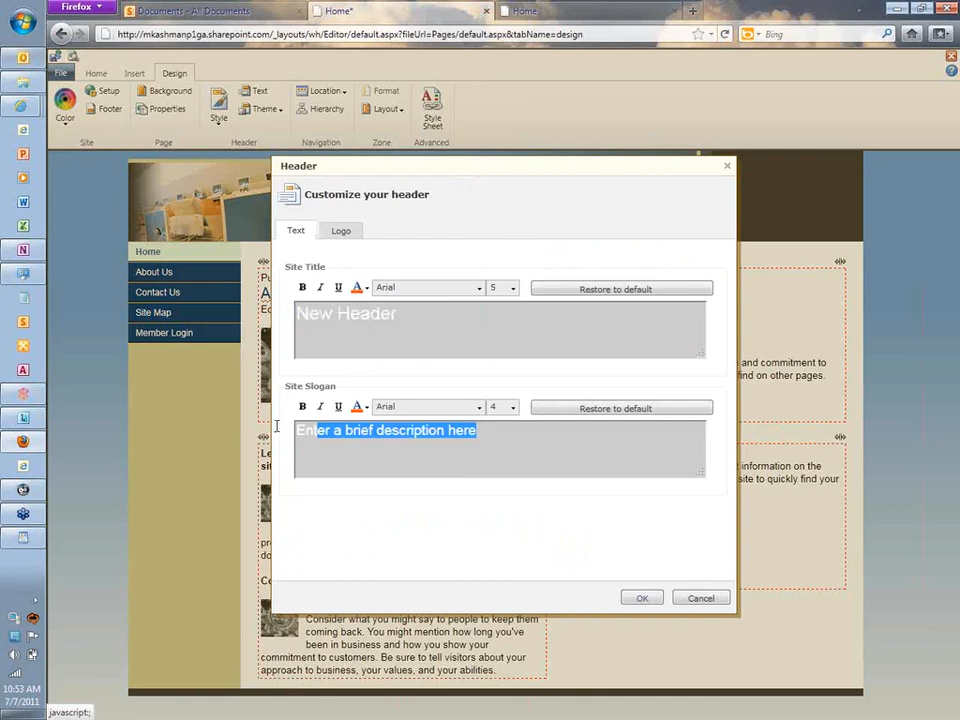 Firefox
Documents - All Documents
Home*
Home
http://mkashmanp1ga.sharepoint.com/_layouts/wh/Editor/default.aspx?fileUrl=Pages/default.aspx&tabName=design
Bing
File
Home
Insert
Design
Setup
Background
Text
Location
Format
Footer
Properties
Theme
Hierarchy
Layout
Color
Style
Style
Sheet
Site
Page
Header
Navigation
Zone
Advanced
Header
Customize your header
Text
Logo
Site Title
B I U A Arial 5 Restore to default
New Header
Site Slogan
B I U A Arial 4 Restore to default
Enter a brief description here
OK
Cancel
Home
About Us
Contact Us
Site Map
Member Login
and commitment to
find on other pages.
information on the
site to quickly find your
Consider what you might say to people to keep them
coming back. You might mention how long you've
been in business and how you show your
commitment to customers. Be sure to tell visitors about your
approach to business, your values, and your abilities.
10:53 AM
7/7/2011
javascript:;